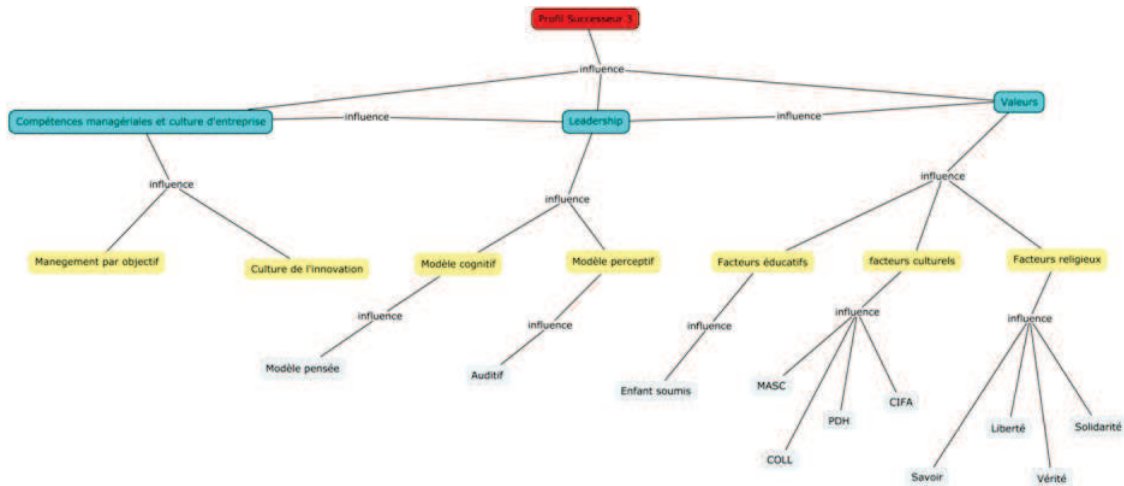 Profil Successeur 3
influence
Compétences managériales et culture d'entreprise
influence
Leadership
influence
Valeurs
influence
influence
influence
Manegement par objectif
Culture de l'innovation
Modèle cognitif
Modèle perceptif
Facteurs éducatifs
facteurs culturels
Facteurs religieux
influence
influence
influence
influence
influence
Modèle pensée
Auditif
Enfant soumis
MASC
COLL
PDH
CIFA
Savoir
Liberté
Vérité
Solidarité